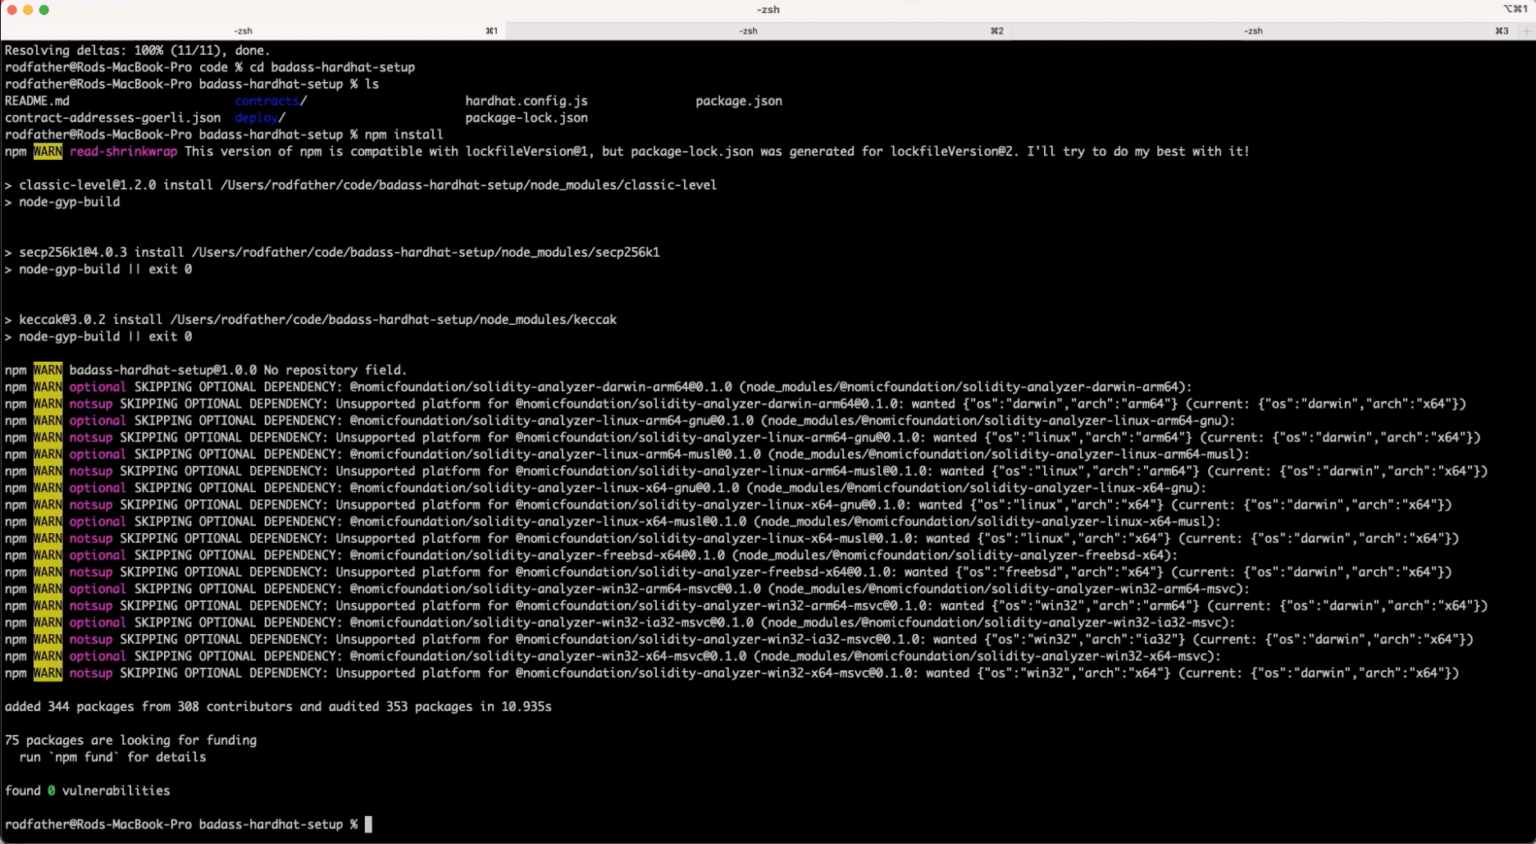 -zsh
⌥⌘1
-zsh ⌘1 -zsh ⌘2 -zsh ⌘3 +
Resolving deltas: 100% (11/11), done.
rodfather@Rods-MacBook-Pro code % cd badass-hardhat-setup
rodfather@Rods-MacBook-Pro badass-hardhat-setup % ls
README.md contracts/ hardhat.config.js package.json
contract-addresses-goerli.json deploy/ package-lock.json
rodfather@Rods-MacBook-Pro badass-hardhat-setup % npm install
npm WARN read-shrinkwrap This version of npm is compatible with lockfileVersion@1, but package-lock.json was generated for lockfileVersion@2. I'll try to do my best with it!
> classic-level@1.2.0 install /Users/rodfather/code/badass-hardhat-setup/node_modules/classic-level
> node-gyp-build
> secp256k1@4.0.3 install /Users/rodfather/code/badass-hardhat-setup/node_modules/secp256k1
> node-gyp-build || exit 0
> keccak@3.0.2 install /Users/rodfather/code/badass-hardhat-setup/node_modules/keccak
> node-gyp-build || exit 0
npm WARN badass-hardhat-setup@1.0.0 No repository field.
npm WARN optional SKIPPING OPTIONAL DEPENDENCY: @nomicfoundation/solidity-analyzer-darwin-arm64@0.1.0 (node_modules/@nomicfoundation/solidity-analyzer-darwin-arm64):
npm WARN notsup SKIPPING OPTIONAL DEPENDENCY: Unsupported platform for @nomicfoundation/solidity-analyzer-darwin-arm64@0.1.0: wanted {"os":"darwin","arch":"arm64"} (current: {"os":"darwin","arch":"x64"})
npm WARN optional SKIPPING OPTIONAL DEPENDENCY: @nomicfoundation/solidity-analyzer-linux-arm64-gnu@0.1.0 (node_modules/@nomicfoundation/solidity-analyzer-linux-arm64-gnu):
npm WARN notsup SKIPPING OPTIONAL DEPENDENCY: Unsupported platform for @nomicfoundation/solidity-analyzer-linux-arm64-gnu@0.1.0: wanted {"os":"linux","arch":"arm64"} (current: {"os":"darwin","arch":"x64"})
npm WARN optional SKIPPING OPTIONAL DEPENDENCY: @nomicfoundation/solidity-analyzer-linux-arm64-musl@0.1.0 (node_modules/@nomicfoundation/solidity-analyzer-linux-arm64-musl):
npm WARN notsup SKIPPING OPTIONAL DEPENDENCY: Unsupported platform for @nomicfoundation/solidity-analyzer-linux-arm64-musl@0.1.0: wanted {"os":"linux","arch":"arm64"} (current: {"os":"darwin","arch":"x64"})
npm WARN optional SKIPPING OPTIONAL DEPENDENCY: @nomicfoundation/solidity-analyzer-linux-x64-gnu@0.1.0 (node_modules/@nomicfoundation/solidity-analyzer-linux-x64-gnu):
npm WARN notsup SKIPPING OPTIONAL DEPENDENCY: Unsupported platform for @nomicfoundation/solidity-analyzer-linux-x64-gnu@0.1.0: wanted {"os":"linux","arch":"x64"} (current: {"os":"darwin","arch":"x64"})
npm WARN optional SKIPPING OPTIONAL DEPENDENCY: @nomicfoundation/solidity-analyzer-linux-x64-musl@0.1.0 (node_modules/@nomicfoundation/solidity-analyzer-linux-x64-musl):
npm WARN notsup SKIPPING OPTIONAL DEPENDENCY: Unsupported platform for @nomicfoundation/solidity-analyzer-linux-x64-musl@0.1.0: wanted {"os":"linux","arch":"x64"} (current: {"os":"darwin","arch":"x64"})
npm WARN optional SKIPPING OPTIONAL DEPENDENCY: @nomicfoundation/solidity-analyzer-freebsd-x64@0.1.0 (node_modules/@nomicfoundation/solidity-analyzer-freebsd-x64):
npm WARN notsup SKIPPING OPTIONAL DEPENDENCY: Unsupported platform for @nomicfoundation/solidity-analyzer-freebsd-x64@0.1.0: wanted {"os":"freebsd","arch":"x64"} (current: {"os":"darwin","arch":"x64"})
npm WARN optional SKIPPING OPTIONAL DEPENDENCY: @nomicfoundation/solidity-analyzer-win32-arm64-msvc@0.1.0 (node_modules/@nomicfoundation/solidity-analyzer-win32-arm64-msvc):
npm WARN notsup SKIPPING OPTIONAL DEPENDENCY: Unsupported platform for @nomicfoundation/solidity-analyzer-win32-arm64-msvc@0.1.0: wanted {"os":"win32","arch":"arm64"} (current: {"os":"darwin","arch":"x64"})
npm WARN optional SKIPPING OPTIONAL DEPENDENCY: @nomicfoundation/solidity-analyzer-win32-ia32-msvc@0.1.0 (node_modules/@nomicfoundation/solidity-analyzer-win32-ia32-msvc):
npm WARN notsup SKIPPING OPTIONAL DEPENDENCY: Unsupported platform for @nomicfoundation/solidity-analyzer-win32-ia32-msvc@0.1.0: wanted {"os":"win32","arch":"ia32"} (current: {"os":"darwin","arch":"x64"})
npm WARN optional SKIPPING OPTIONAL DEPENDENCY: @nomicfoundation/solidity-analyzer-win32-x64-msvc@0.1.0 (node_modules/@nomicfoundation/solidity-analyzer-win32-x64-msvc):
npm WARN notsup SKIPPING OPTIONAL DEPENDENCY: Unsupported platform for @nomicfoundation/solidity-analyzer-win32-x64-msvc@0.1.0: wanted {"os":"win32","arch":"x64"} (current: {"os":"darwin","arch":"x64"})
added 344 packages from 308 contributors and audited 353 packages in 10.935s
75 packages are looking for funding
run `npm fund` for details
found 0 vulnerabilities
rodfather@Rods-MacBook-Pro badass-hardhat-setup %